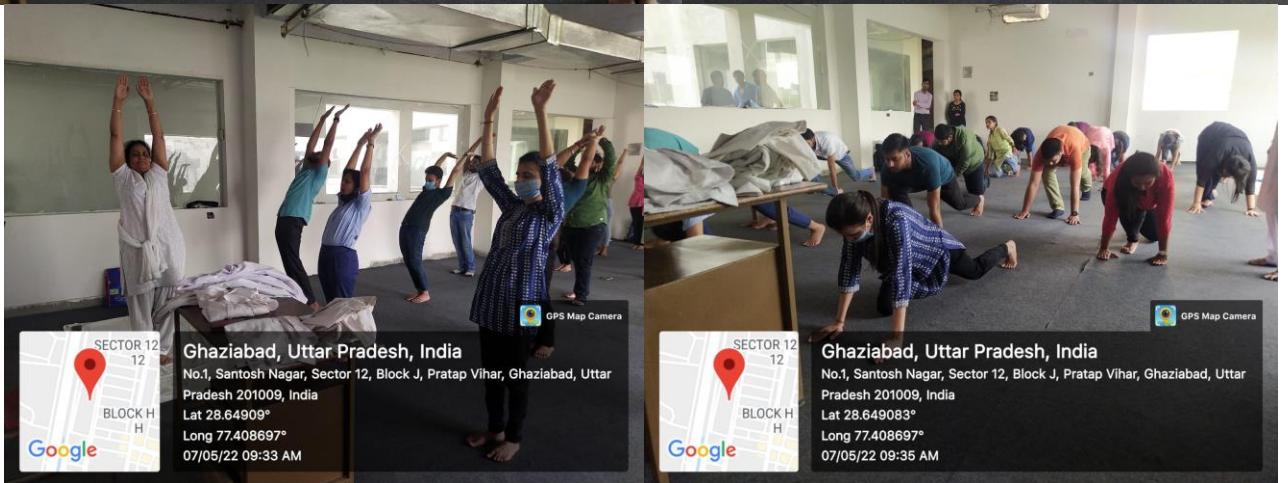 GPS Map Camera
SECTOR 12
12
BLOCK H
H
Google
Ghaziabad, Uttar Pradesh, India
No.1, Santosh Nagar, Sector 12, Block J, Pratap Vihar, Ghaziabad, Uttar
Pradesh 201009, India
Lat 28.64909°
Long 77.408697°
07/05/22 09:33 AM
GPS Map Camera
SECTOR 12
12
BLOCK H
H
Google
Ghaziabad, Uttar Pradesh, India
No.1, Santosh Nagar, Sector 12, Block J, Pratap Vihar, Ghaziabad, Uttar
Pradesh 201009, India
Lat 28.649083°
Long 77.408697°
07/05/22 09:35 AM